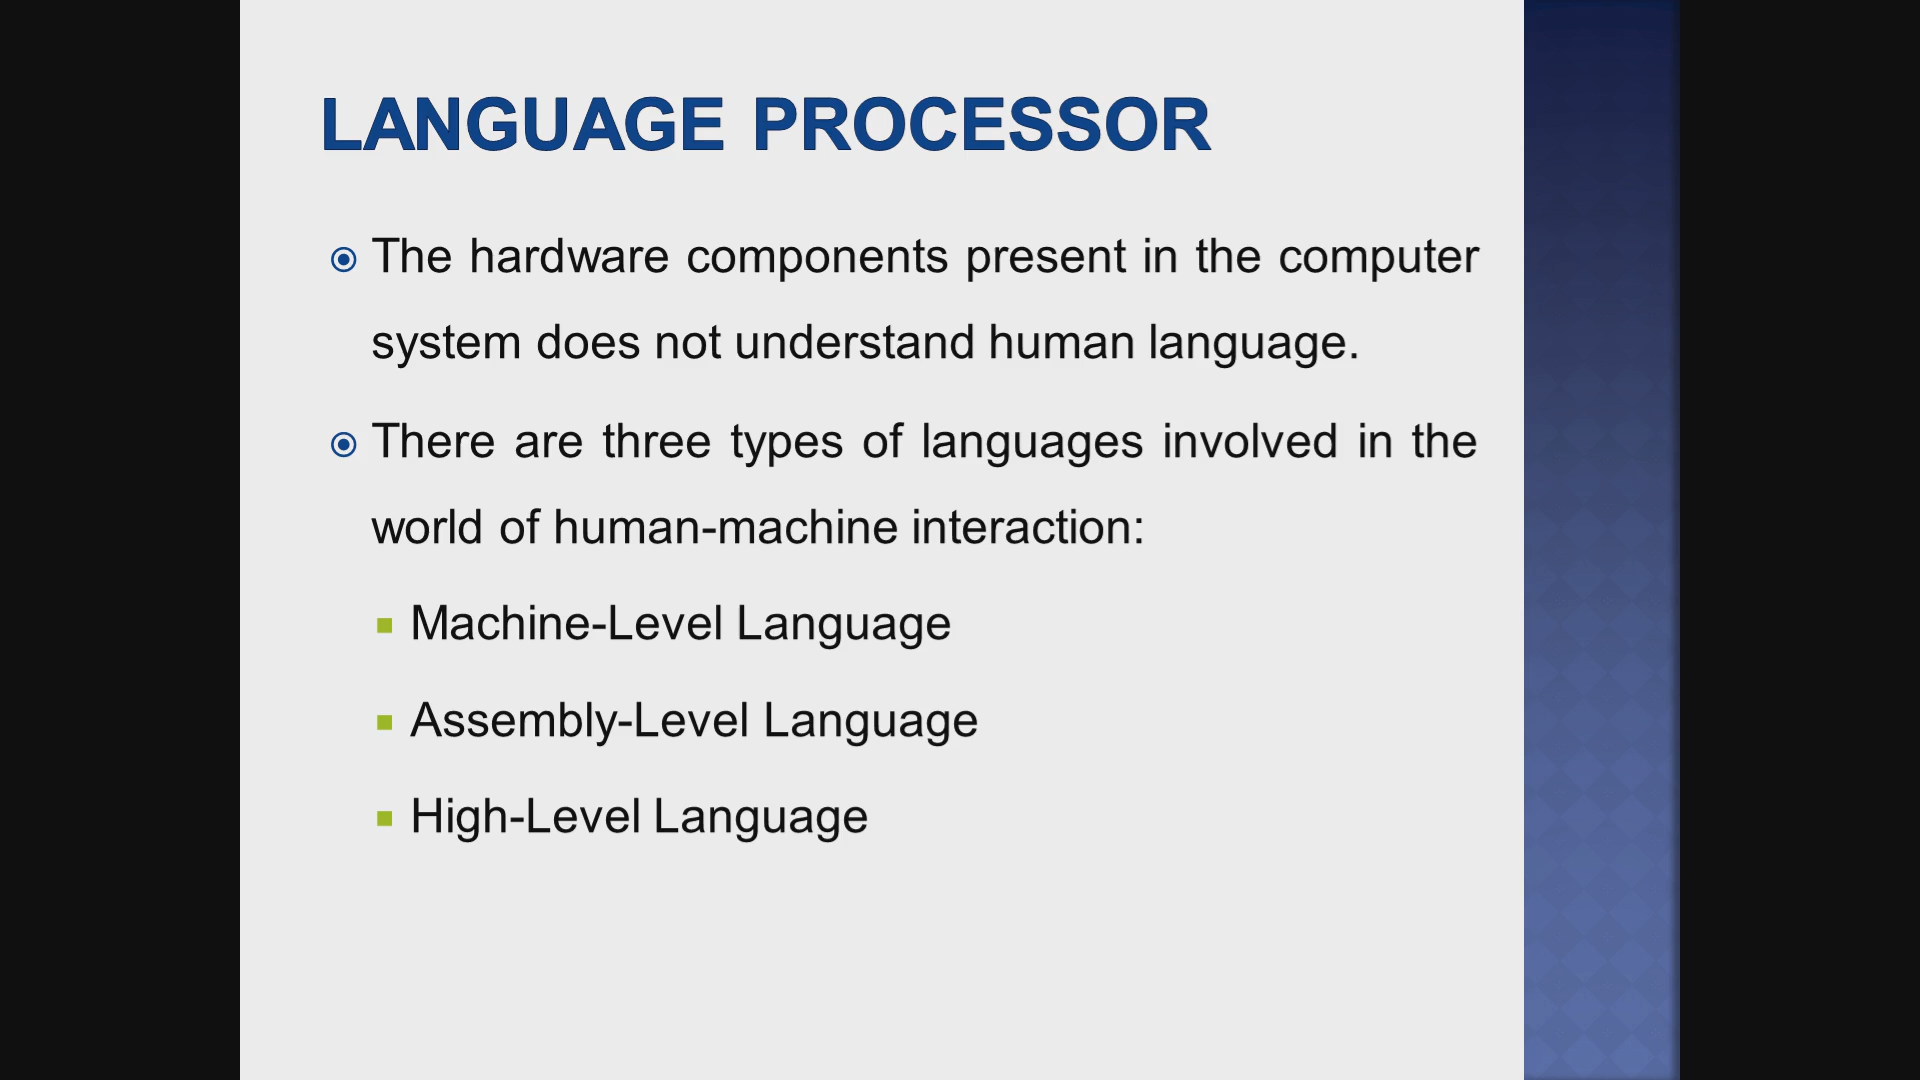 LANGUAGE PROCESSOR
The hardware components present in the computer
system does not understand human language.
There are three types of languages involved in the
world of human-machine interaction:
Machine-Level Language
Assembly-Level Language
High-Level Language